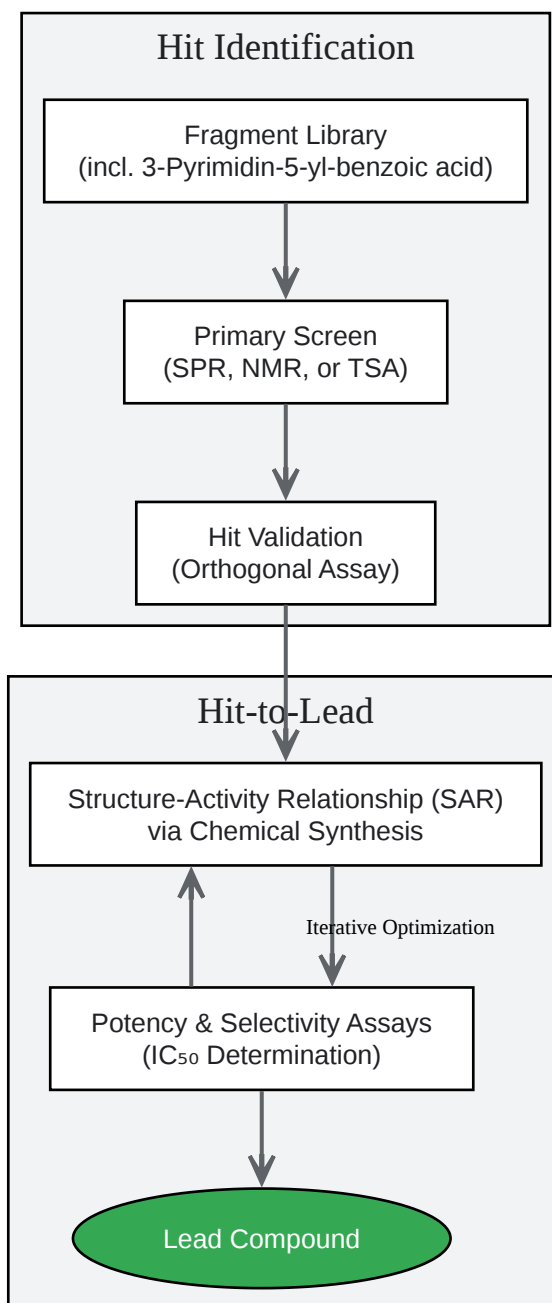 Hit Identification
Fragment Library
(incl. 3-Pyrimidin-5-yl-benzoic acid)
Primary Screen
(SPR, NMR, or TSA)
Hit Validation
(Orthogonal Assay)
Hit-to-Lead
Structure-Activity Relationship (SAR)
via Chemical Synthesis
Iterative Optimization
Potency & Selectivity Assays
(IC₅₀ Determination)
Lead Compound